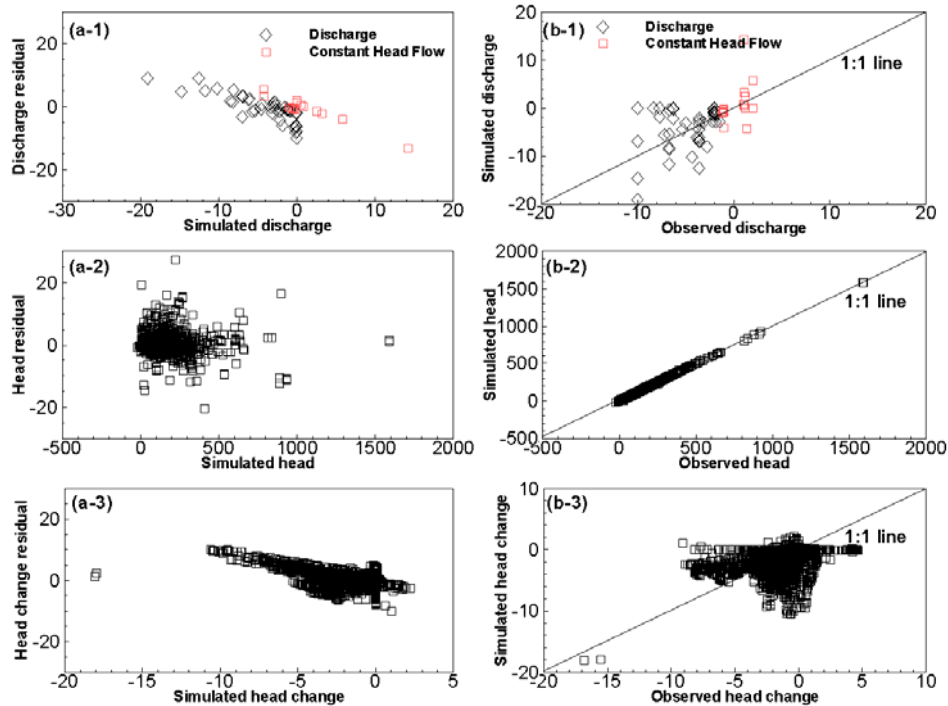 (a-1)
Discharge
Constant Head Flow
Discharge residual
20
0
-20
-30
-20
-10
0
10
20
Simulated discharge
(b-1)
Discharge
Constant Head Flow
1:1 line
Simulated discharge
20
10
0
-10
-20
-20
-10
0
10
20
Observed discharge
(a-2)
Head residual
20
0
-20
-500
0
500
1000
1500
2000
Simulated head
(b-2)
1:1 line
Simulated head
2000
1500
1000
500
0
-500
-500
0
500
1000
1500
2000
Observed head
(a-3)
Head change residual
20
0
-20
-20
-15
-10
-5
0
5
Simulated head change
(b-3)
1:1 line
Simulated head change
10
5
0
-5
-10
-15
-20
-20
-15
-10
-5
0
5
10
Observed head change